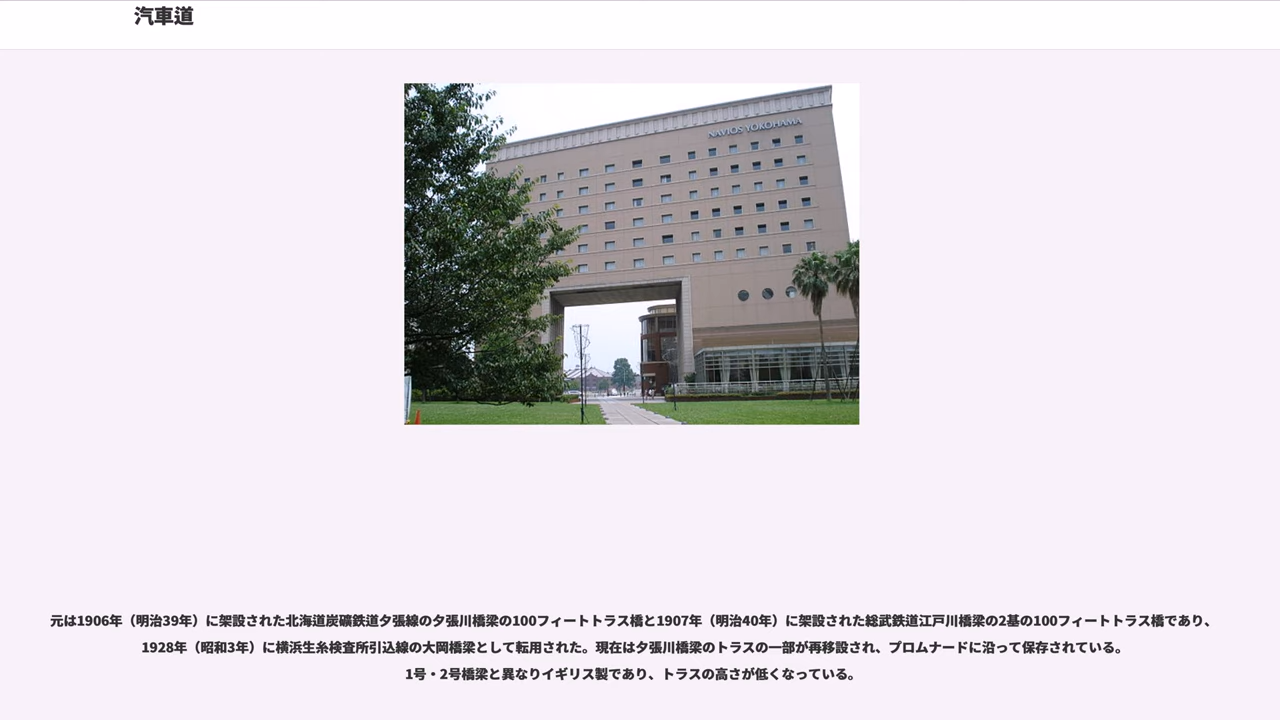 汽車道
NAVIOS YOKOHAMA
元は1906年（明治39年）に架設された北海道炭礦鉄道夕張線の夕張川橋梁の100フィートトラス橋と1907年（明治40年）に架設された総武鉄道江戸川橋梁の2基の100フィートトラス橋であり、
1928年（昭和3年）に横浜生糸検査所引込線の大岡橋梁として転用された。現在は夕張川橋梁のトラスの一部が再移設され、プロムナードに沿って保存されている。
1号・2号橋梁と異なりイギリス製であり、トラスの高さが低くなっている。